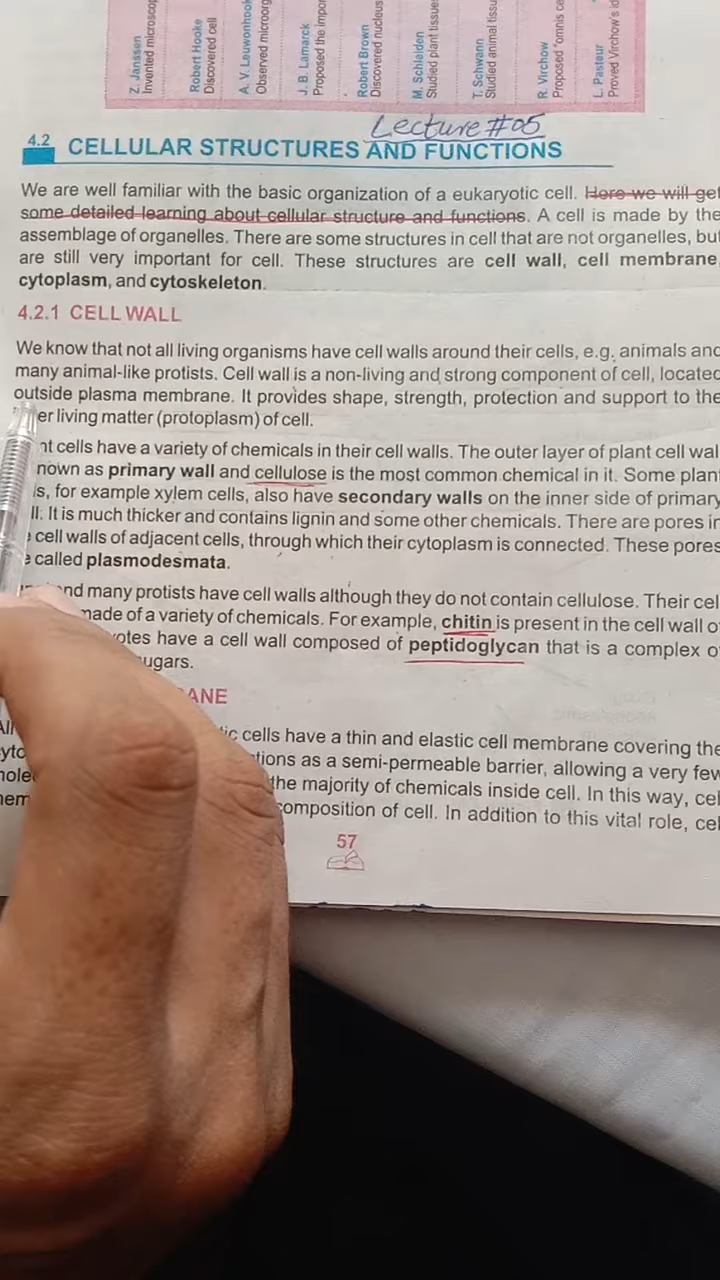 Z. Janssen
Invented microscop
Robert Hooke
Discovered cell
A. V. Leuwonhook
Observed microorg
J. B. Lamarck
Proposed the impor
Robert Brown
Discovered nucleus
M. Schleiden
Studied plant tissues
T. Schwann
Studied animal tissu
R. Virchow
Proposed "omnis ce
L. Pasteur
Proved Virchow's id
Lecture #05
4.2 CELLULAR STRUCTURES AND FUNCTIONS
We are well familiar with the basic organization of a eukaryotic cell. Here we will get
some detailed learning about cellular structure and functions. A cell is made by the
assemblage of organelles. There are some structures in cell that are not organelles, but
are still very important for cell. These structures are cell wall, cell membrane,
cytoplasm, and cytoskeleton.
4.2.1 CELL WALL
We know that not all living organisms have cell walls around their cells, e.g. animals and
many animal-like protists. Cell wall is a non-living and strong component of cell, located
outside plasma membrane. It provides shape, strength, protection and support to the
er living matter (protoplasm) of cell.
nt cells have a variety of chemicals in their cell walls. The outer layer of plant cell wal
nown as primary wall and cellulose is the most common chemical in it. Some plan
ls, for example xylem cells, also have secondary walls on the inner side of primary
ll. It is much thicker and contains lignin and some other chemicals. There are pores in
cell walls of adjacent cells, through which their cytoplasm is connected. These pores
e called plasmodesmata.
nd many protists have cell walls although they do not contain cellulose. Their cel
made of a variety of chemicals. For example, chitin is present in the cell wall o
otes have a cell wall composed of peptidoglycan that is a complex o
ugars.
ANE
All ic cells have a thin and elastic cell membrane covering the
yto tions as a semi-permeable barrier, allowing a very few
nole the majority of chemicals inside cell. In this way, cel
nem composition of cell. In addition to this vital role, cel
57